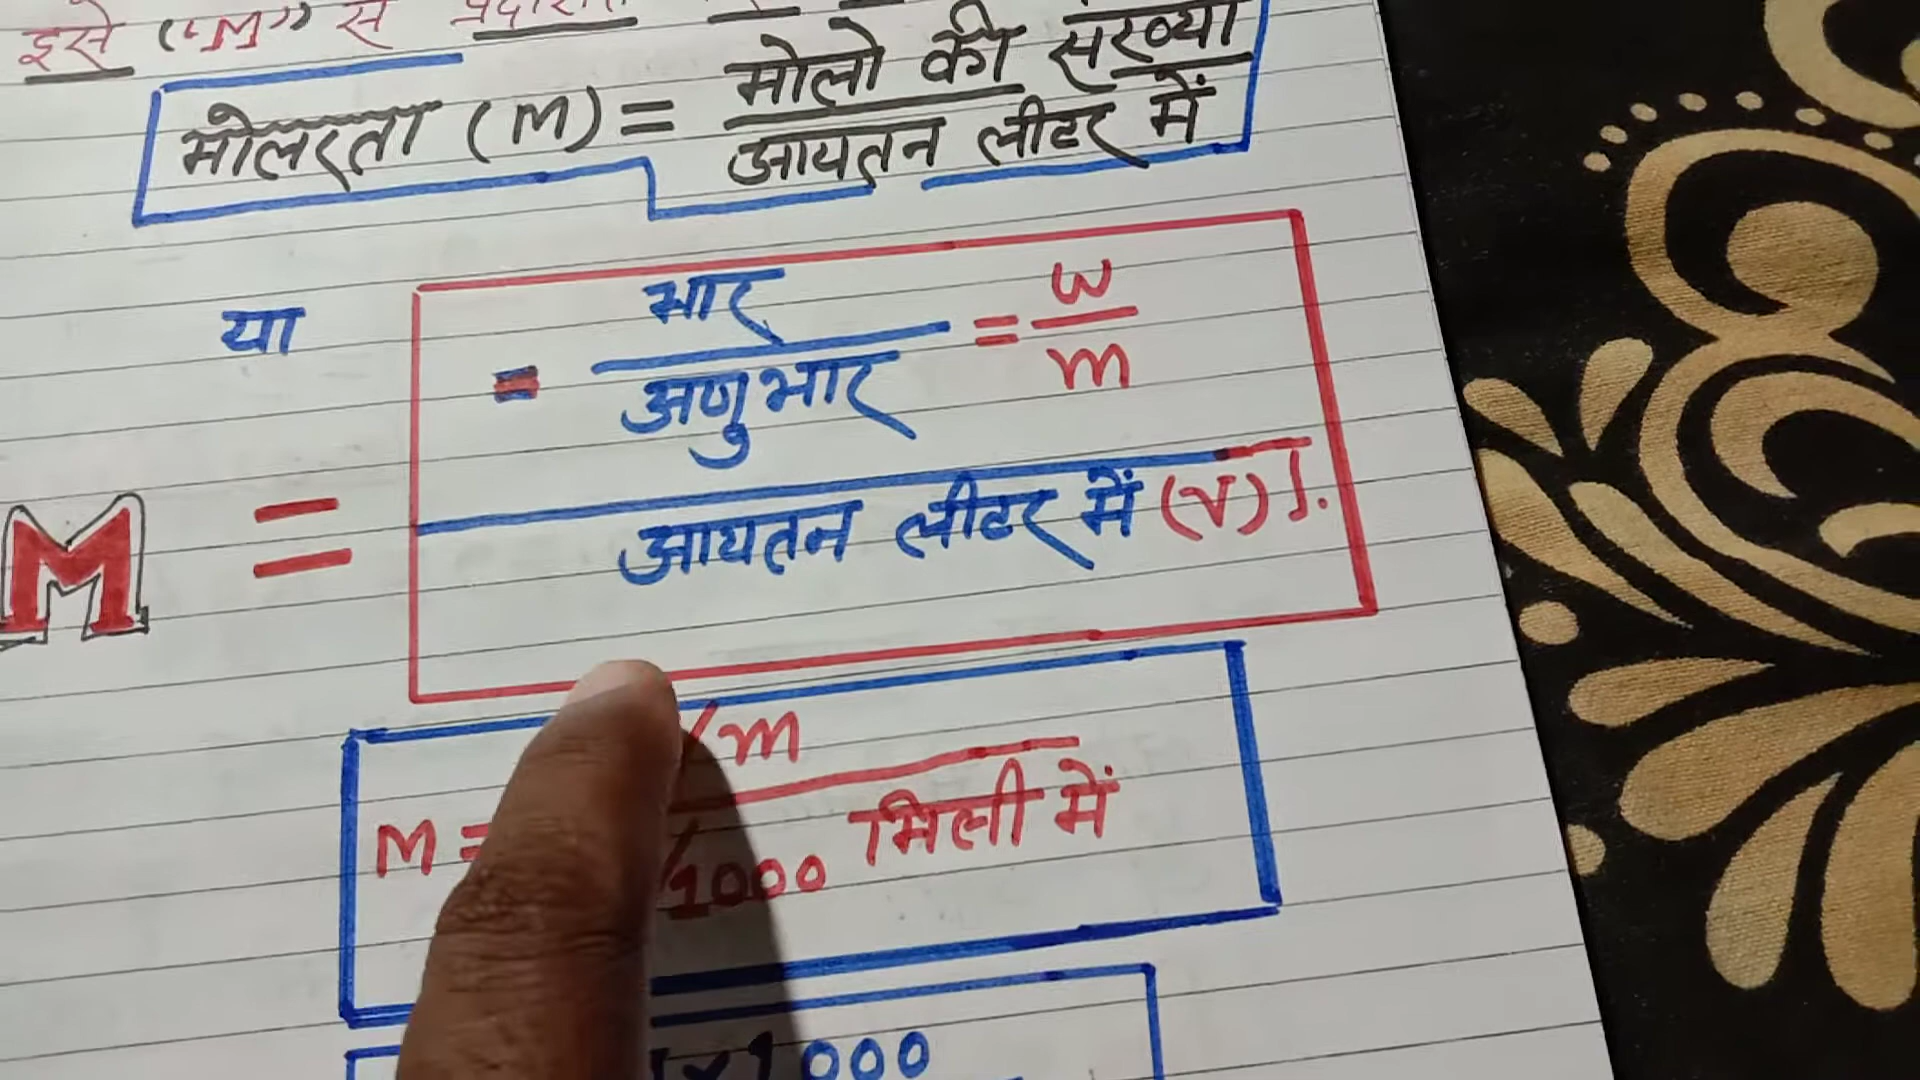 इसे "M" से
मोलरता (M) = मोलो की संख्या
आयतन लीटर में
या
= भार = W
अणुभार m
M =
आयतन लीटर में (V) ].
/m
M =
/1000 मिली में
×1000